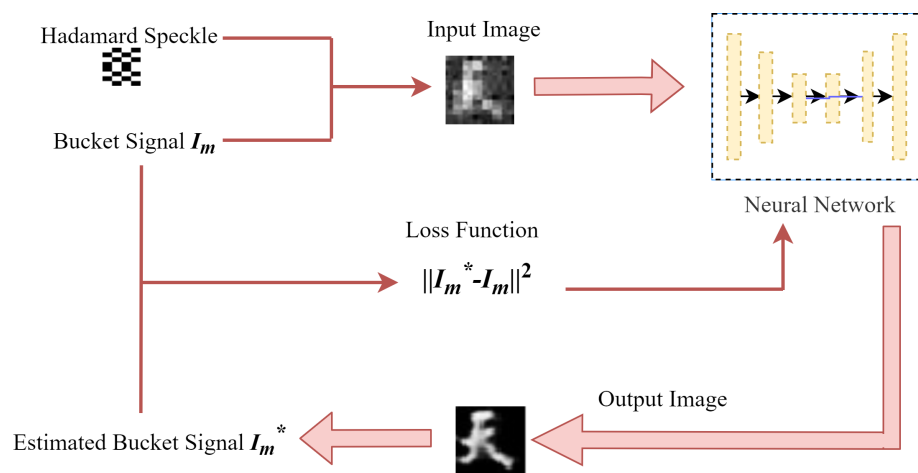 Hadamard Speckle
Input Image
Bucket Signal I_m
Neural Network
Loss Function
||I_m^*-I_m||^2
Output Image
Estimated Bucket Signal I_m^*